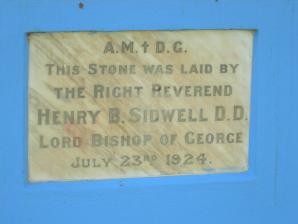 A.M.✝D.G.
THIS STONE WAS LAID BY
THE RIGHT REVEREND
HENRY B. SIDWELL D.D.
LORD BISHOP OF GEORGE
JULY 23RD 1924.